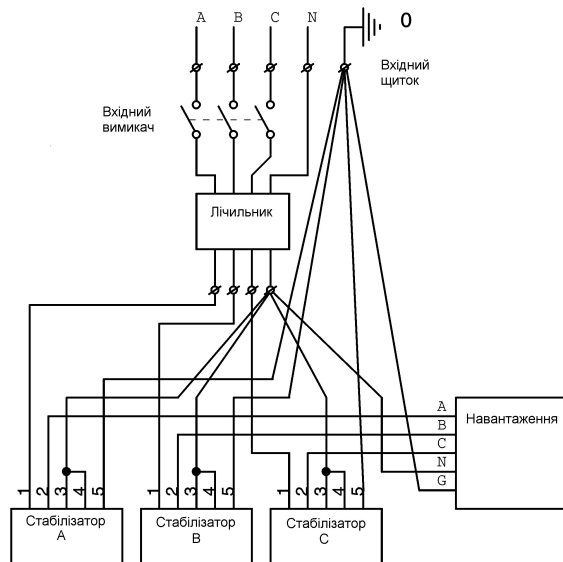 A B C N 0
Вхідний
щиток
Вхідний
вимикач
Лічильник
A
B
C
N
G
Навантаження
1 2 3 4 5
1 2 3 4 5
1 2 3 4 5
Стабілізатор
А
Стабілізатор
В
Стабілізатор
С